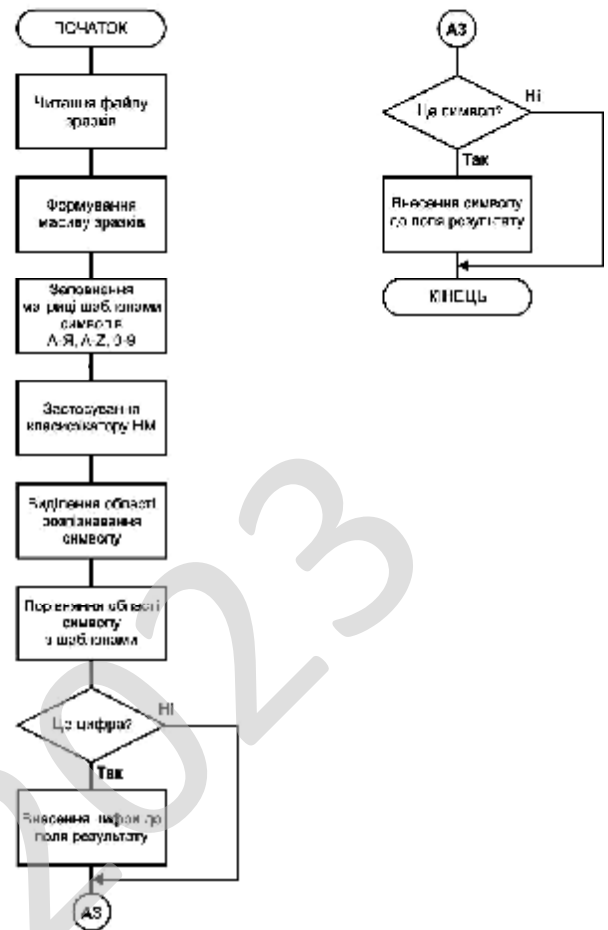 ПОЧАТОК
Читання файлу
зразків
Формування
масиву зразків
Заповнення
матриці шаблонами
символів
А-Я, A-Z, 0-9
Застосування
класифікатору НМ
Виділення області
розпізнавання
символу
Порівняння області
символу
з шаблонами
Це цифра?
Ні
Так
Внесення цифри до
поля результату
А3
А3
Це символ?
Ні
Так
Внесення символу
до поля результату
КІНЕЦЬ
2023